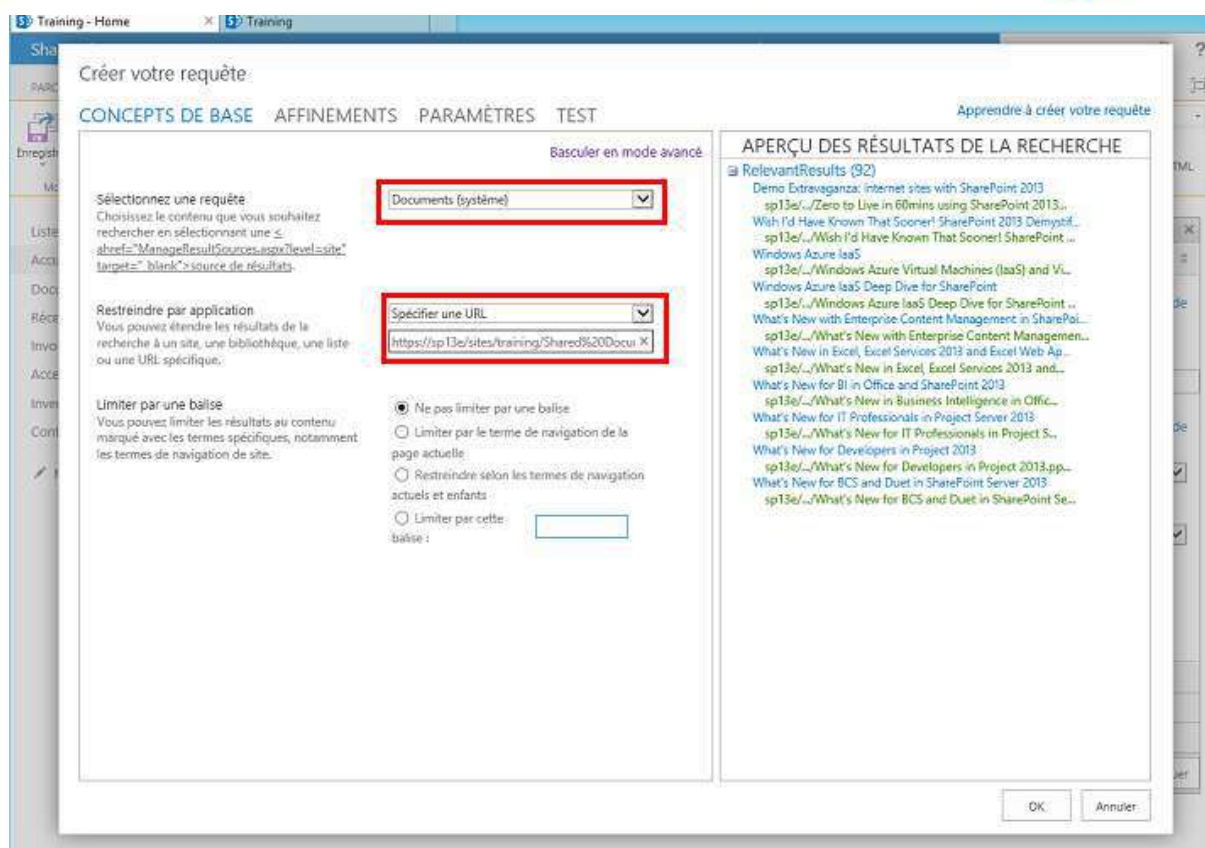 Training - Home
Training
Sha
?
PARC
Créer votre requête
CONCEPTS DE BASE AFFINEMENTS PARAMÈTRES TEST
Apprendre à créer votre requête
Enregist
Basculer en mode avancé
APERÇU DES RÉSULTATS DE LA RECHERCHE
TML
RelevantResults (92)
Demo Extravaganza: Internet sites with SharePoint 2013
sp13e/.../Zero to Live in 60mins using SharePoint 2013...
Wish I'd Have Known That Sooner! SharePoint 2013 Demystif...
sp13e/.../Wish I'd Have Known That Sooner! SharePoint ...
Windows Azure IaaS
sp13e/.../Windows Azure Virtual Machines (IaaS) and Vi...
Windows Azure IaaS Deep Dive for SharePoint
sp13e/.../Windows Azure IaaS Deep Dive for SharePoint ...
What's New with Enterprise Content Management in SharePoi...
sp13e/.../What's New with Enterprise Content Managemen...
What's New in Excel, Excel Services 2013 and Excel Web Ap...
sp13e/.../What's New in Excel, Excel Services 2013 and...
What's New for BI in Office and SharePoint 2013
sp13e/.../What's New in Business Intelligence in Offic...
What's New for IT Professionals in Project Server 2013
sp13e/.../What's New for IT Professionals in Project S...
What's New for Developers in Project 2013
sp13e/.../What's New for Developers in Project 2013.pp...
What's New for BCS and Duet in SharePoint Server 2013
sp13e/.../What's New for BCS and Duet in SharePoint Se...
Sélectionnez une requête
Choisissez le contenu que vous souhaitez
rechercher en sélectionnant une <
ahref="ManageResultSources.aspx?level=site"
target="_blank">source de résultats.
Documents (système)
Restreindre par application
Vous pouvez étendre les résultats de la
recherche à un site, une bibliothèque, une liste
ou une URL spécifique.
Spécifier une URL
https://sp13e/sites/training/Shared%20Docu
Limiter par une balise
Vous pouvez limiter les résultats au contenu
marqué avec les termes spécifiques, notamment
les termes de navigation de site.
Ne pas limiter par une balise
Limiter par le terme de navigation de la
page actuelle
Restreindre selon les termes de navigation
actuels et enfants
Limiter par cette
balise :
Liste
Accu
Docu
Réce
Invo
Acce
Inver
Cont
de
de
uer
OK
Annuler